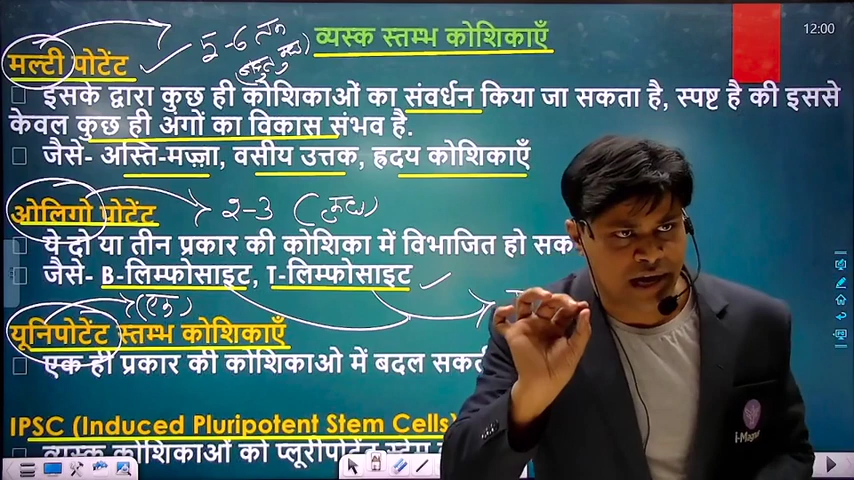 व्यस्क स्तम्भ कोशिकाएँ
12:00
मल्टी पोटेंट
5-6
इसके द्वारा कुछ ही कोशिकाओं का संवर्धन किया जा सकता है, स्पष्ट है की इससे
केवल कुछ ही अंगों का विकास संभव है.
जैसे- अस्ति-मज्ज़ा, वसीय उत्तक, ह्रदय कोशिकाएँ
ओलिगो पोटेंट
2-3 (कुछ)
ये दो या तीन प्रकार की कोशिका में विभाजित हो सक
जैसे- B-लिम्फोसाइट, T-लिम्फोसाइट
(एक)
यूनिपोटेंट स्तम्भ कोशिकाएँ
एक ही प्रकार की कोशिकाओ में बदल सकती
IPSC (Induced Pluripotent Stem Cells)
व्यस्क कोशिकाओं को प्लूरीपोटेंट स्टेम